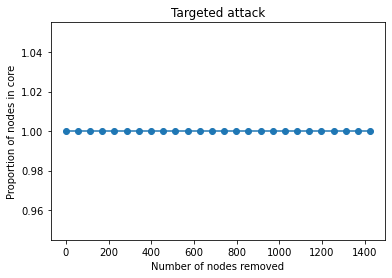 Targeted attack
1.04
1.02
1.00
0.98
0.96
Proportion of nodes in core
0 200 400 600 800 1000 1200 1400
Number of nodes removed